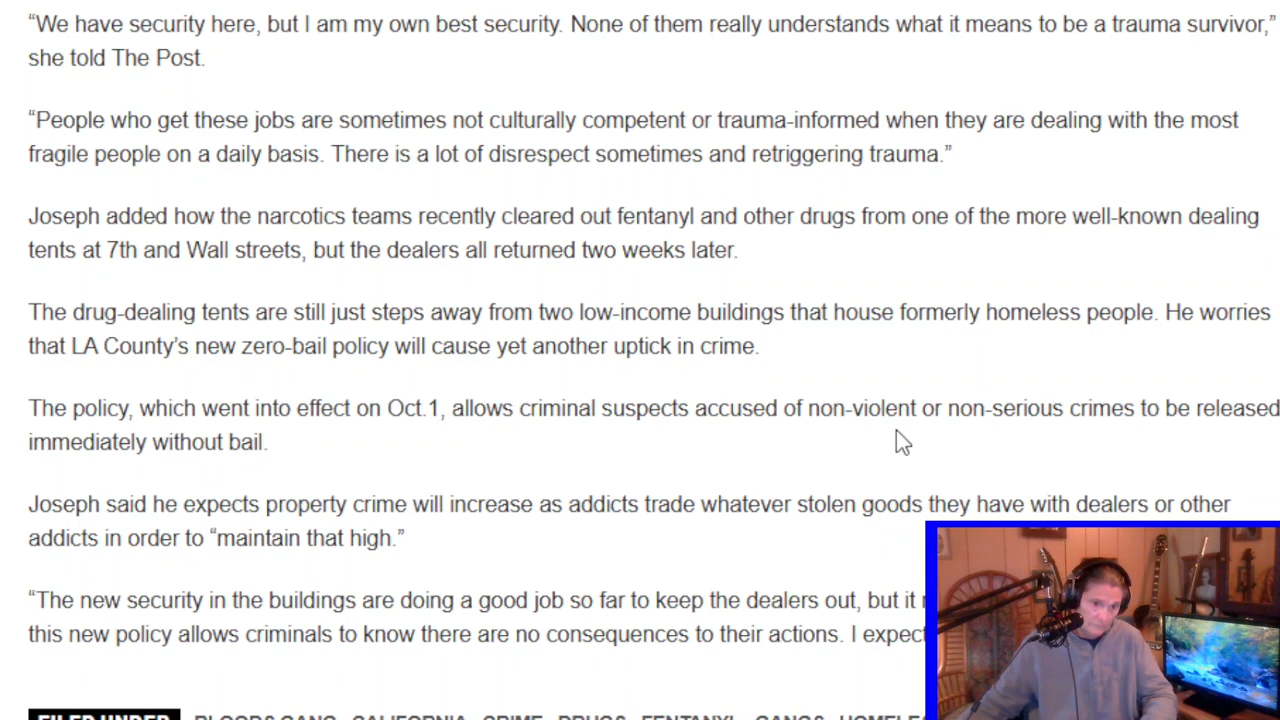 “We have security here, but I am my own best security. None of them really understands what it means to be a trauma survivor,”
she told The Post.
“People who get these jobs are sometimes not culturally competent or trauma-informed when they are dealing with the most
fragile people on a daily basis. There is a lot of disrespect sometimes and retriggering trauma.”
Joseph added how the narcotics teams recently cleared out fentanyl and other drugs from one of the more well-known dealing
tents at 7th and Wall streets, but the dealers all returned two weeks later.
The drug-dealing tents are still just steps away from two low-income buildings that house formerly homeless people. He worries
that LA County’s new zero-bail policy will cause yet another uptick in crime.
The policy, which went into effect on Oct.1, allows criminal suspects accused of non-violent or non-serious crimes to be released
immediately without bail.
Joseph said he expects property crime will increase as addicts trade whatever stolen goods they have with dealers or other
addicts in order to “maintain that high.”
“The new security in the buildings are doing a good job so far to keep the dealers out, but it
this new policy allows criminals to know there are no consequences to their actions. I expect
FILED UNDER BLOODS GANG CALIFORNIA CRIME DRUGS FENTANYL GANGS